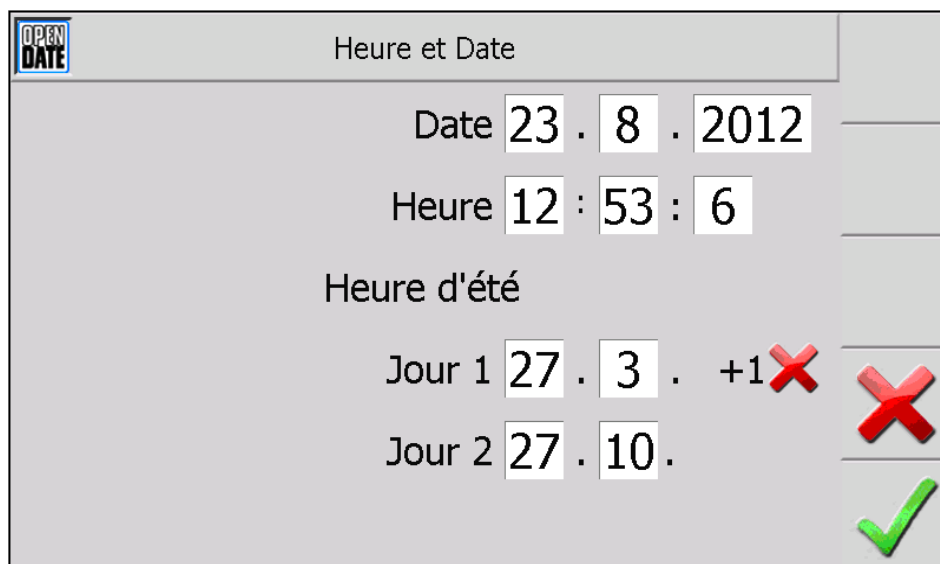 OPEN
DATE
Heure et Date
Date 23 . 8 . 2012
Heure 12 : 53 : 6
Heure d'été
Jour 1 27 . 3 . +1
Jour 2 27 . 10 .